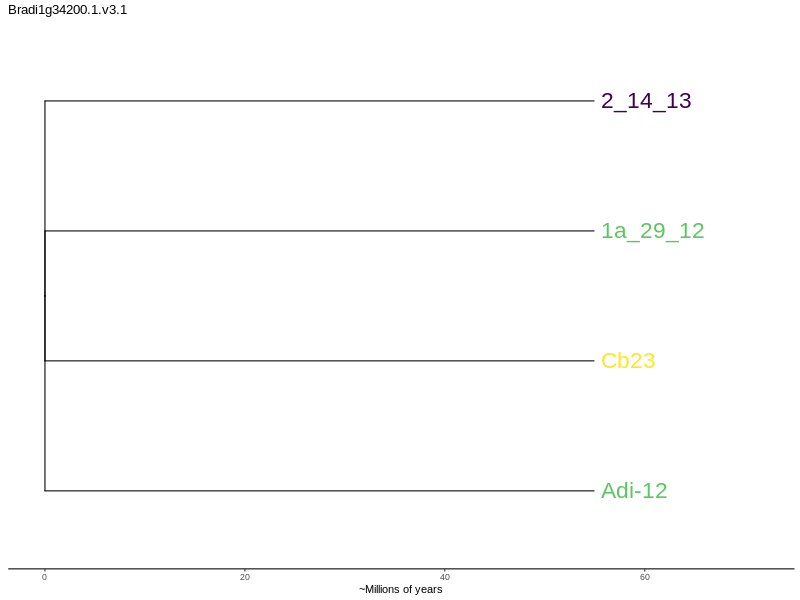 Bradi1g34200.1.v3.1
2_14_13
1a_29_12
Cb23
Adi-12
0 20 40 60
~Millions of years